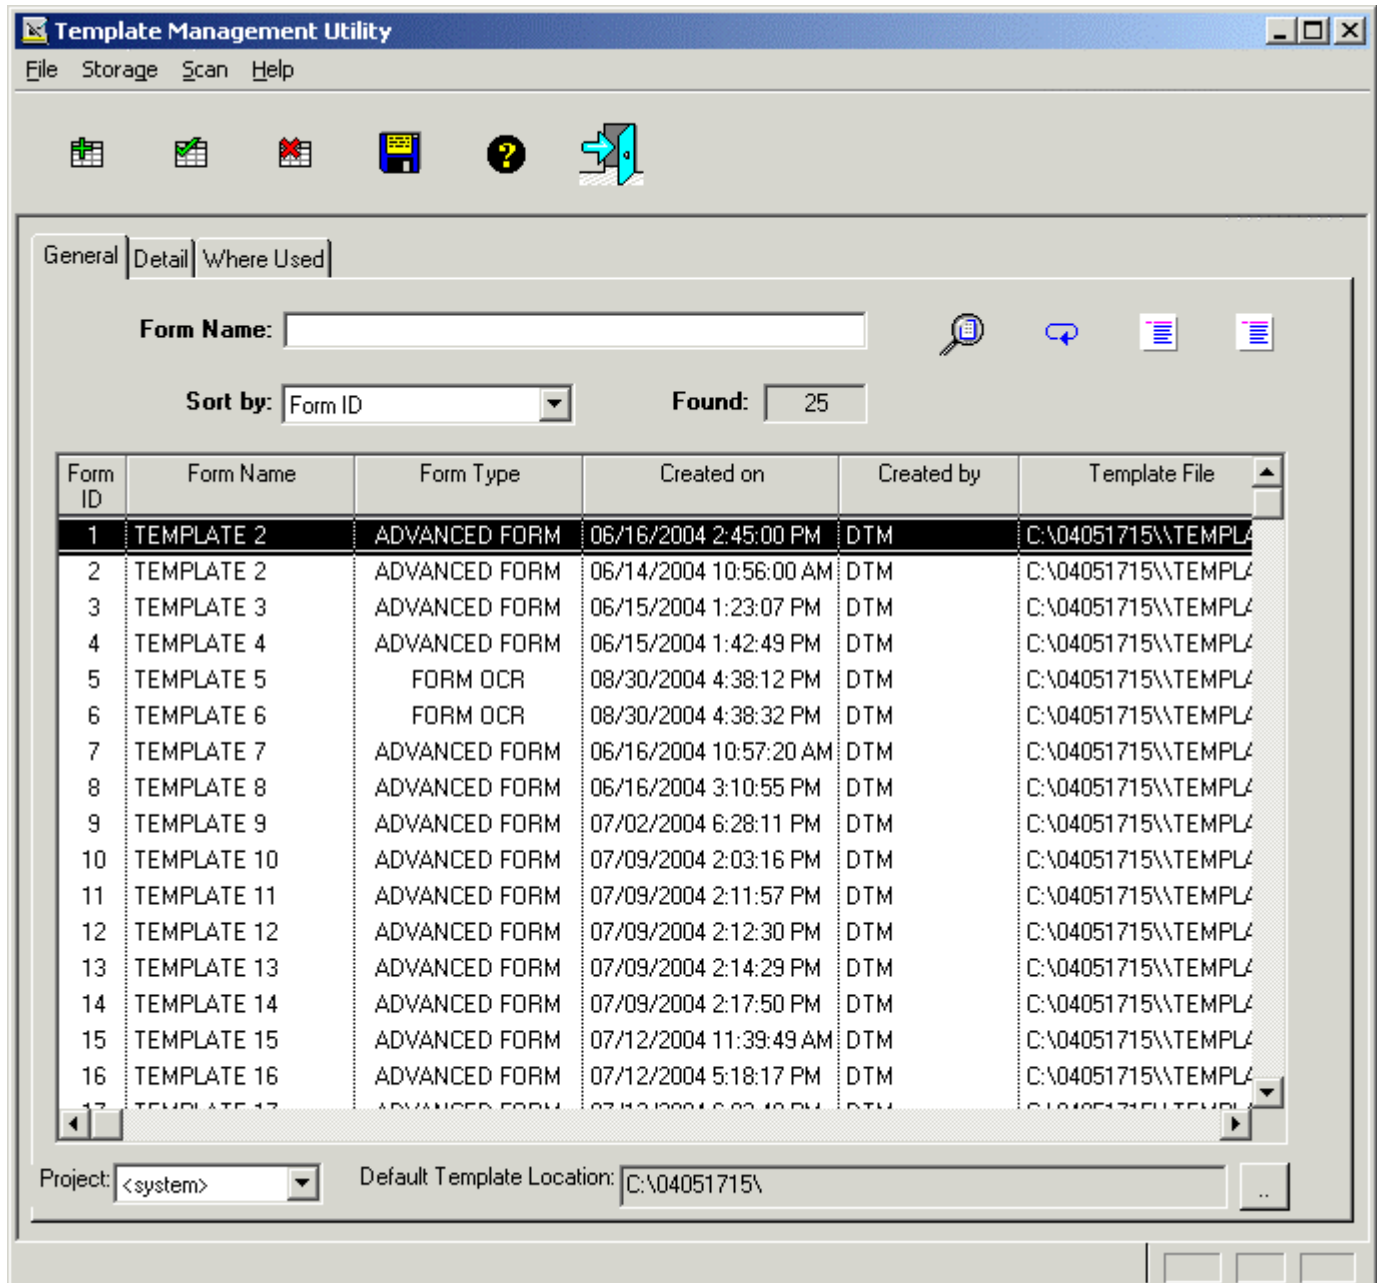 Template Management Utility
File Storage Scan Help
General Detail Where Used
Form Name:
Sort by: Form ID Found: 25
Form ID Form Name Form Type Created on Created by Template File
1 TEMPLATE 2 ADVANCED FORM 06/16/2004 2:45:00 PM DTM C:\04051715\\TEMPLA
2 TEMPLATE 2 ADVANCED FORM 06/14/2004 10:56:00 AM DTM C:\04051715\\TEMPLA
3 TEMPLATE 3 ADVANCED FORM 06/15/2004 1:23:07 PM DTM C:\04051715\\TEMPLA
4 TEMPLATE 4 ADVANCED FORM 06/15/2004 1:42:49 PM DTM C:\04051715\\TEMPLA
5 TEMPLATE 5 FORM OCR 08/30/2004 4:38:12 PM DTM C:\04051715\\TEMPLA
6 TEMPLATE 6 FORM OCR 08/30/2004 4:38:32 PM DTM C:\04051715\\TEMPLA
7 TEMPLATE 7 ADVANCED FORM 06/16/2004 10:57:20 AM DTM C:\04051715\\TEMPLA
8 TEMPLATE 8 ADVANCED FORM 06/16/2004 3:10:55 PM DTM C:\04051715\\TEMPLA
9 TEMPLATE 9 ADVANCED FORM 07/02/2004 6:28:11 PM DTM C:\04051715\\TEMPLA
10 TEMPLATE 10 ADVANCED FORM 07/09/2004 2:03:16 PM DTM C:\04051715\\TEMPLA
11 TEMPLATE 11 ADVANCED FORM 07/09/2004 2:11:57 PM DTM C:\04051715\\TEMPLA
12 TEMPLATE 12 ADVANCED FORM 07/09/2004 2:12:30 PM DTM C:\04051715\\TEMPLA
13 TEMPLATE 13 ADVANCED FORM 07/09/2004 2:14:29 PM DTM C:\04051715\\TEMPLA
14 TEMPLATE 14 ADVANCED FORM 07/09/2004 2:17:50 PM DTM C:\04051715\\TEMPLA
15 TEMPLATE 15 ADVANCED FORM 07/12/2004 11:39:49 AM DTM C:\04051715\\TEMPLA
16 TEMPLATE 16 ADVANCED FORM 07/12/2004 5:18:17 PM DTM C:\04051715\\TEMPLA
17 TEMPLATE 17 ADVANCED FORM DTM
Project: <system> Default Template Location: C:\04051715\ ..